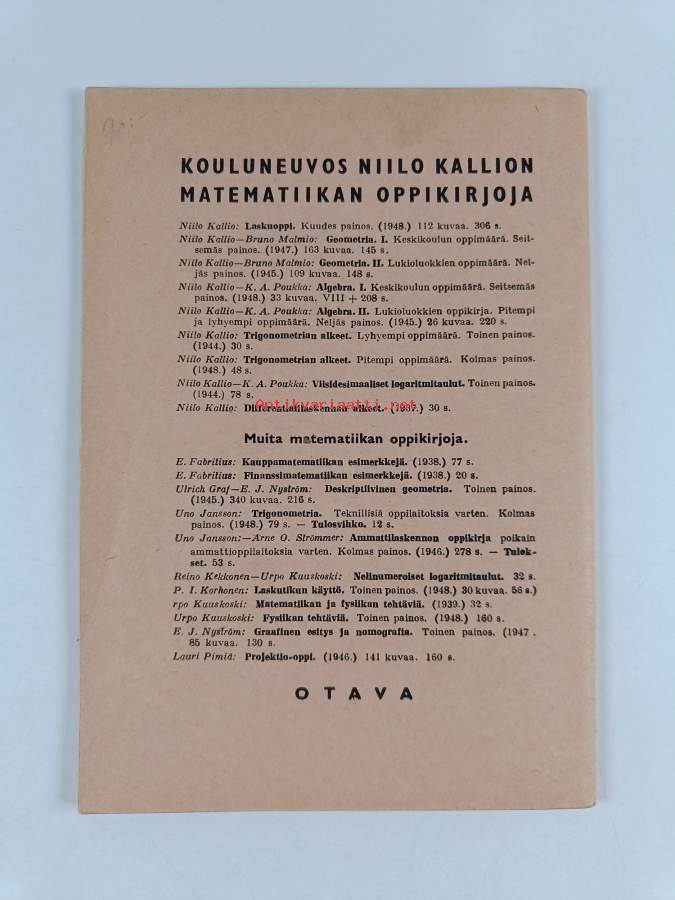 KOULUNEUVOS NIILO KALLION
MATEMATIIKAN OPPIKIRJOJA
Niilo Kallio: Laskuoppi. Kuudes painos. (1948.) 112 kuvaa. 306 s.
Niilo Kallio—Bruno Malmio: Geometria. I. Keskikoulun oppimäärä. Seit-
semäs painos. (1947.) 163 kuvaa. 145 s.
Niilo Kallio—Bruno Malmio: Geometria. II. Lukioluokkien oppimäärä. Nel-
jäs painos. (1945.) 109 kuvaa. 148 s.
Niilo Kallio—K. A. Poukka: Algebra. I. Keskikoulun oppimäärä. Seitsemäs
painos. (1948.) 33 kuvaa. VIII + 208 s.
Niilo Kallio—K. A. Poukka: Algebra. II. Lukioluokkien oppikirja. Pitempi
ja lyhyempi oppimäärä. Neljäs painos. (1945.) 26 kuvaa. 220 s.
Niilo Kallio: Trigonometrian alkeet. Lyhyempi oppimäärä. Toinen painos.
(1944.) 30 s.
Niilo Kallio: Trigonometrian alkeet. Pitempi oppimäärä. Kolmas painos.
(1948.) 48 s.
Niilo Kallio—K. A. Poukka: Viisidesimaaliset logaritmitaulut. Toinen painos.
(1944.) 78 s.
Antikvariaatti.net
Niilo Kallio: Differentiaalilaskennan alkeet. (1937.) 30 s.
Muita matematiikan oppikirjoja.
E. Fabritius: Kauppamatematiikan esimerkkejä. (1938.) 77 s.
E. Fabritius: Finanssimatematiikan esimerkkejä. (1938.) 20 s.
Ulrich Graf—E. J. Nyström: Deskriptiivinen geometria. Toinen painos.
(1945.) 340 kuvaa. 216 s.
Uno Jansson: Trigonometria. Teknillisiä oppilaitoksia varten. Kolmas
painos. (1948.) 79 s. — Tulosvihko. 12 s.
Uno Jansson:—Arne O. Strömmer: Ammattilaskennon oppikirja poikain
ammattioppilaitoksia varten. Kolmas painos. (1946.) 278 s. — Tulok-
set. 53 s.
Reino Kekkonen—Urpo Kuuskoski: Nelinumeroiset logaritmitaulut. 32 s.
P. I. Korhonen: Laskutikun käyttö. Toinen painos. (1948.) 30 kuvaa. 56 s.)
rpo Kuuskoski: Matematiikan ja fysiikan tehtäviä. (1939.) 32 s.
Urpo Kuuskoski: Fysiikan tehtäviä. Toinen painos. (1948.) 160 s.
E. J. Nyström: Graafinen esitys ja nomografia. Toinen painos. (1947.
85 kuvaa. 130 s.
Lauri Pimiä: Projektio-oppi. (1946.) 141 kuvaa. 160 s.
OTAVA